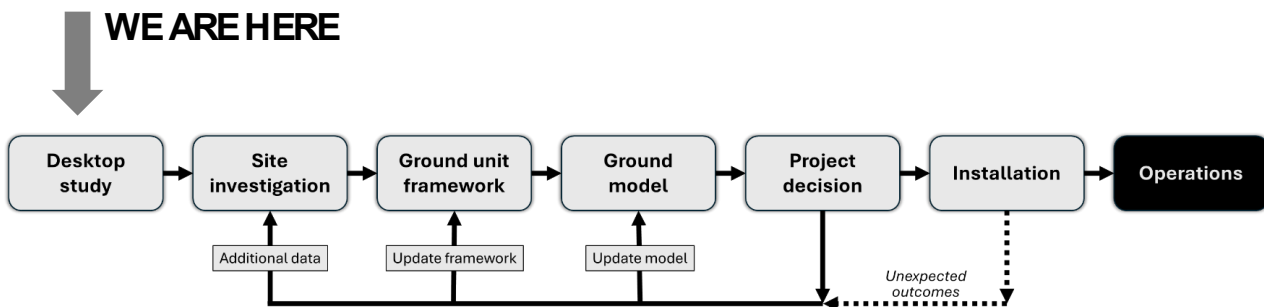 WE ARE HERE
Desktop
study
Site
investigation
Ground unit
framework
Ground
model
Project
decision
Installation
Operations
Additional data
Update framework
Update model
Unexpected
outcomes